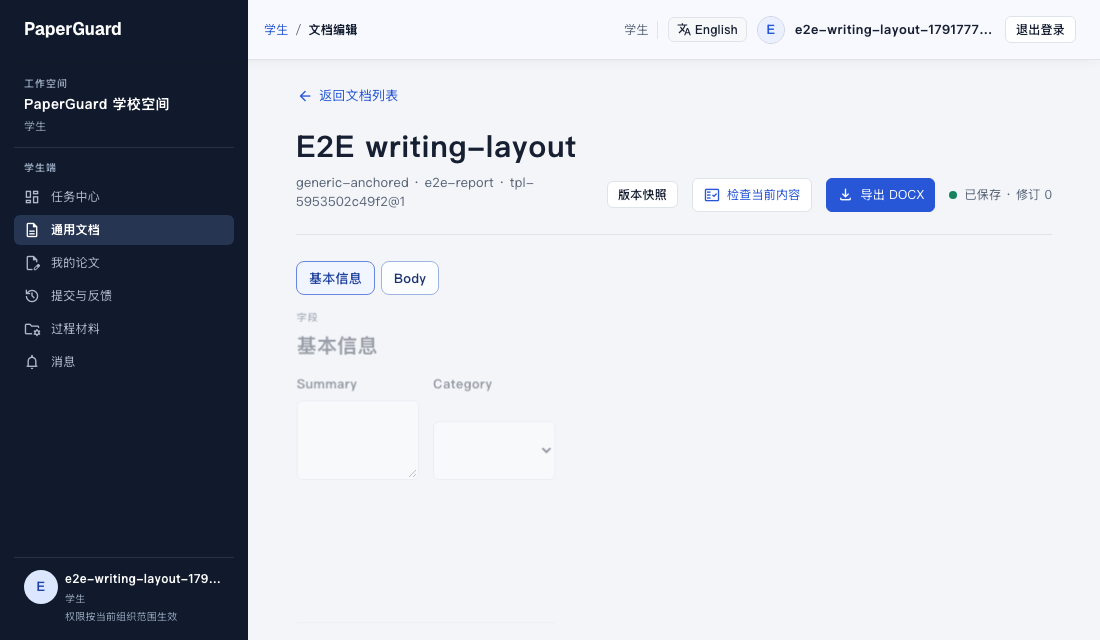 PaperGuard
工作空间
PaperGuard 学校空间
学生
学生端
任务中心
通用文档
我的论文
提交与反馈
过程材料
消息
E
e2e-writing-layout-179...
学生
权限按当前组织范围生效
学生 / 文档编辑
学生
English
E
e2e-writing-layout-1791777...
退出登录
返回文档列表
E2E writing-layout
generic-anchored · e2e-report · tpl-
5953502c49f2@1
版本快照
检查当前内容
导出 DOCX
已保存 · 修订 0
基本信息
Body
字段
基本信息
Summary
Category